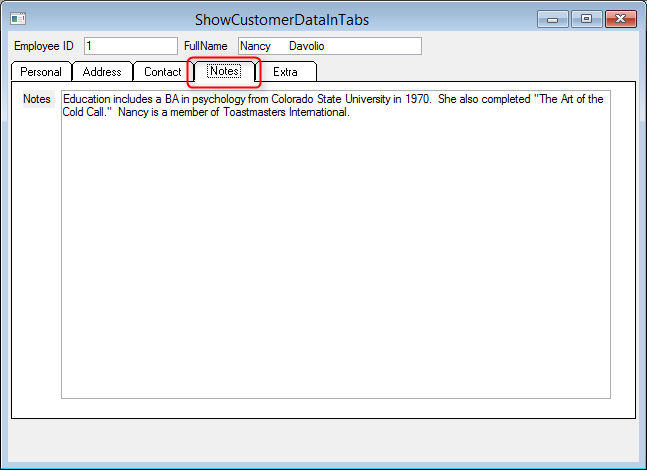 ShowCustomerDataInTabs
Employee ID 1 FullName Nancy Davolio
Personal Address Contact Notes Extra
Notes Education includes a BA in psychology from Colorado State University in 1970. She also completed "The Art of the
Cold Call." Nancy is a member of Toastmasters International.